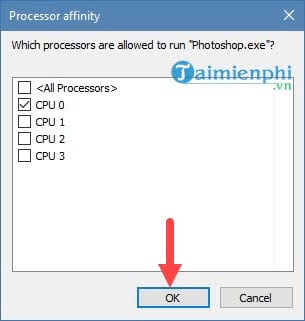 Processor affinity
Which processors are allowed to run "Photoshop.exe"?
<All Processors>
CPU 0
CPU 1
CPU 2
CPU 3
Taimienphi
.vn
OK
Cancel